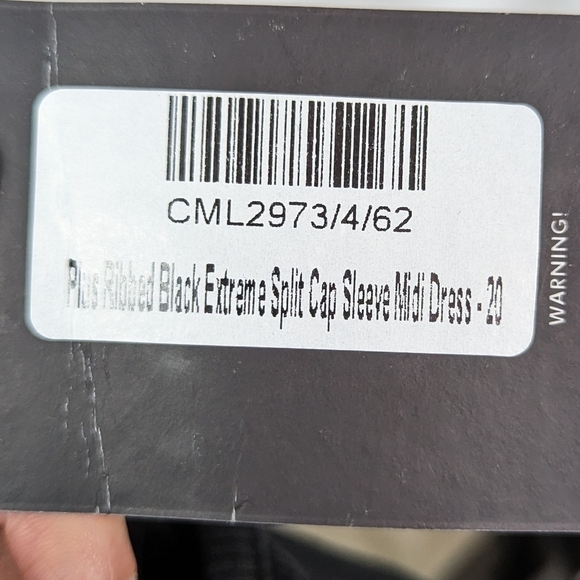 CML2973/4/62
Plus Ribbed Black Extreme Split Cap Sleeve Midi Dress - 20
WARNING!